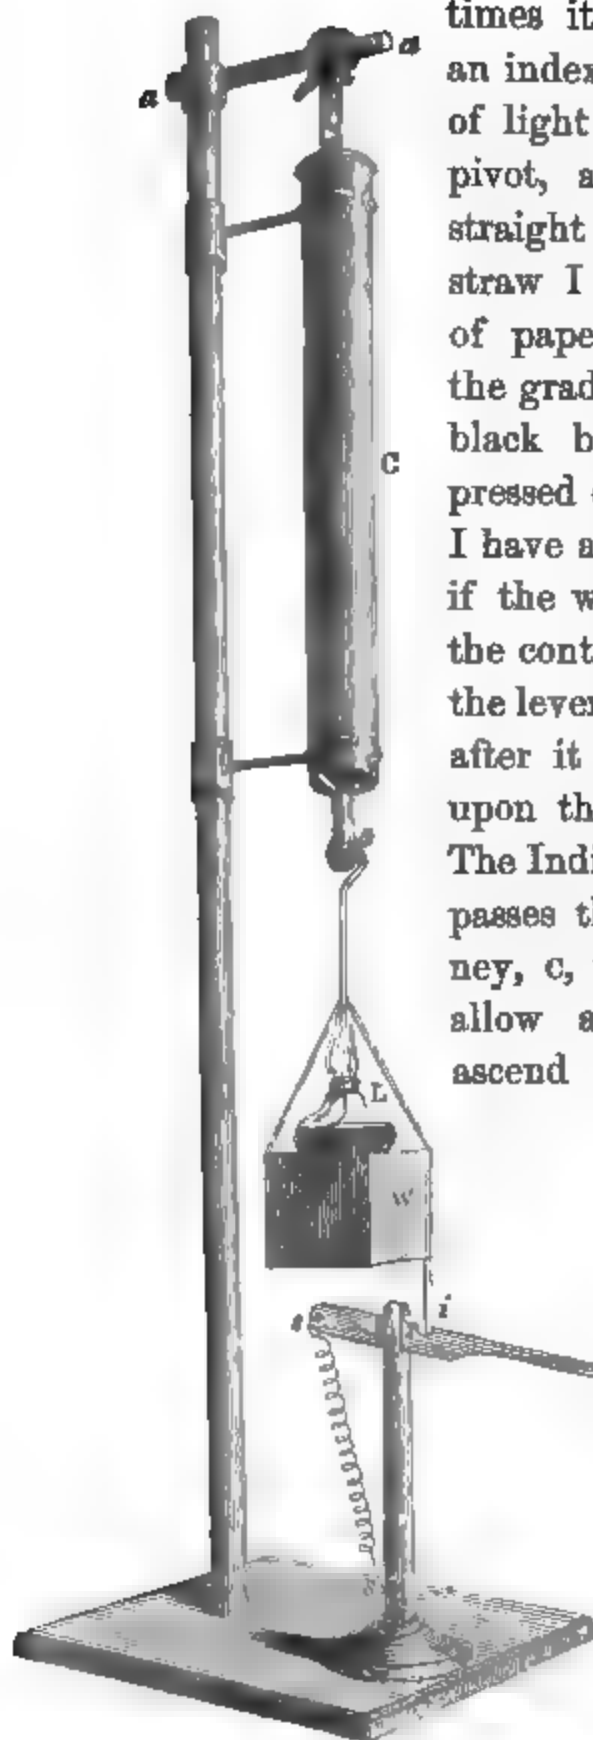 times it
an index
of light
pivot, a
straight
straw I
of pape
the grad
black b
pressed
I have a
if the w
the cont
the lever
after it
upon th
The Indi
passes th
ney, C,
allow a
ascend
a
a
C
L
W
s
i